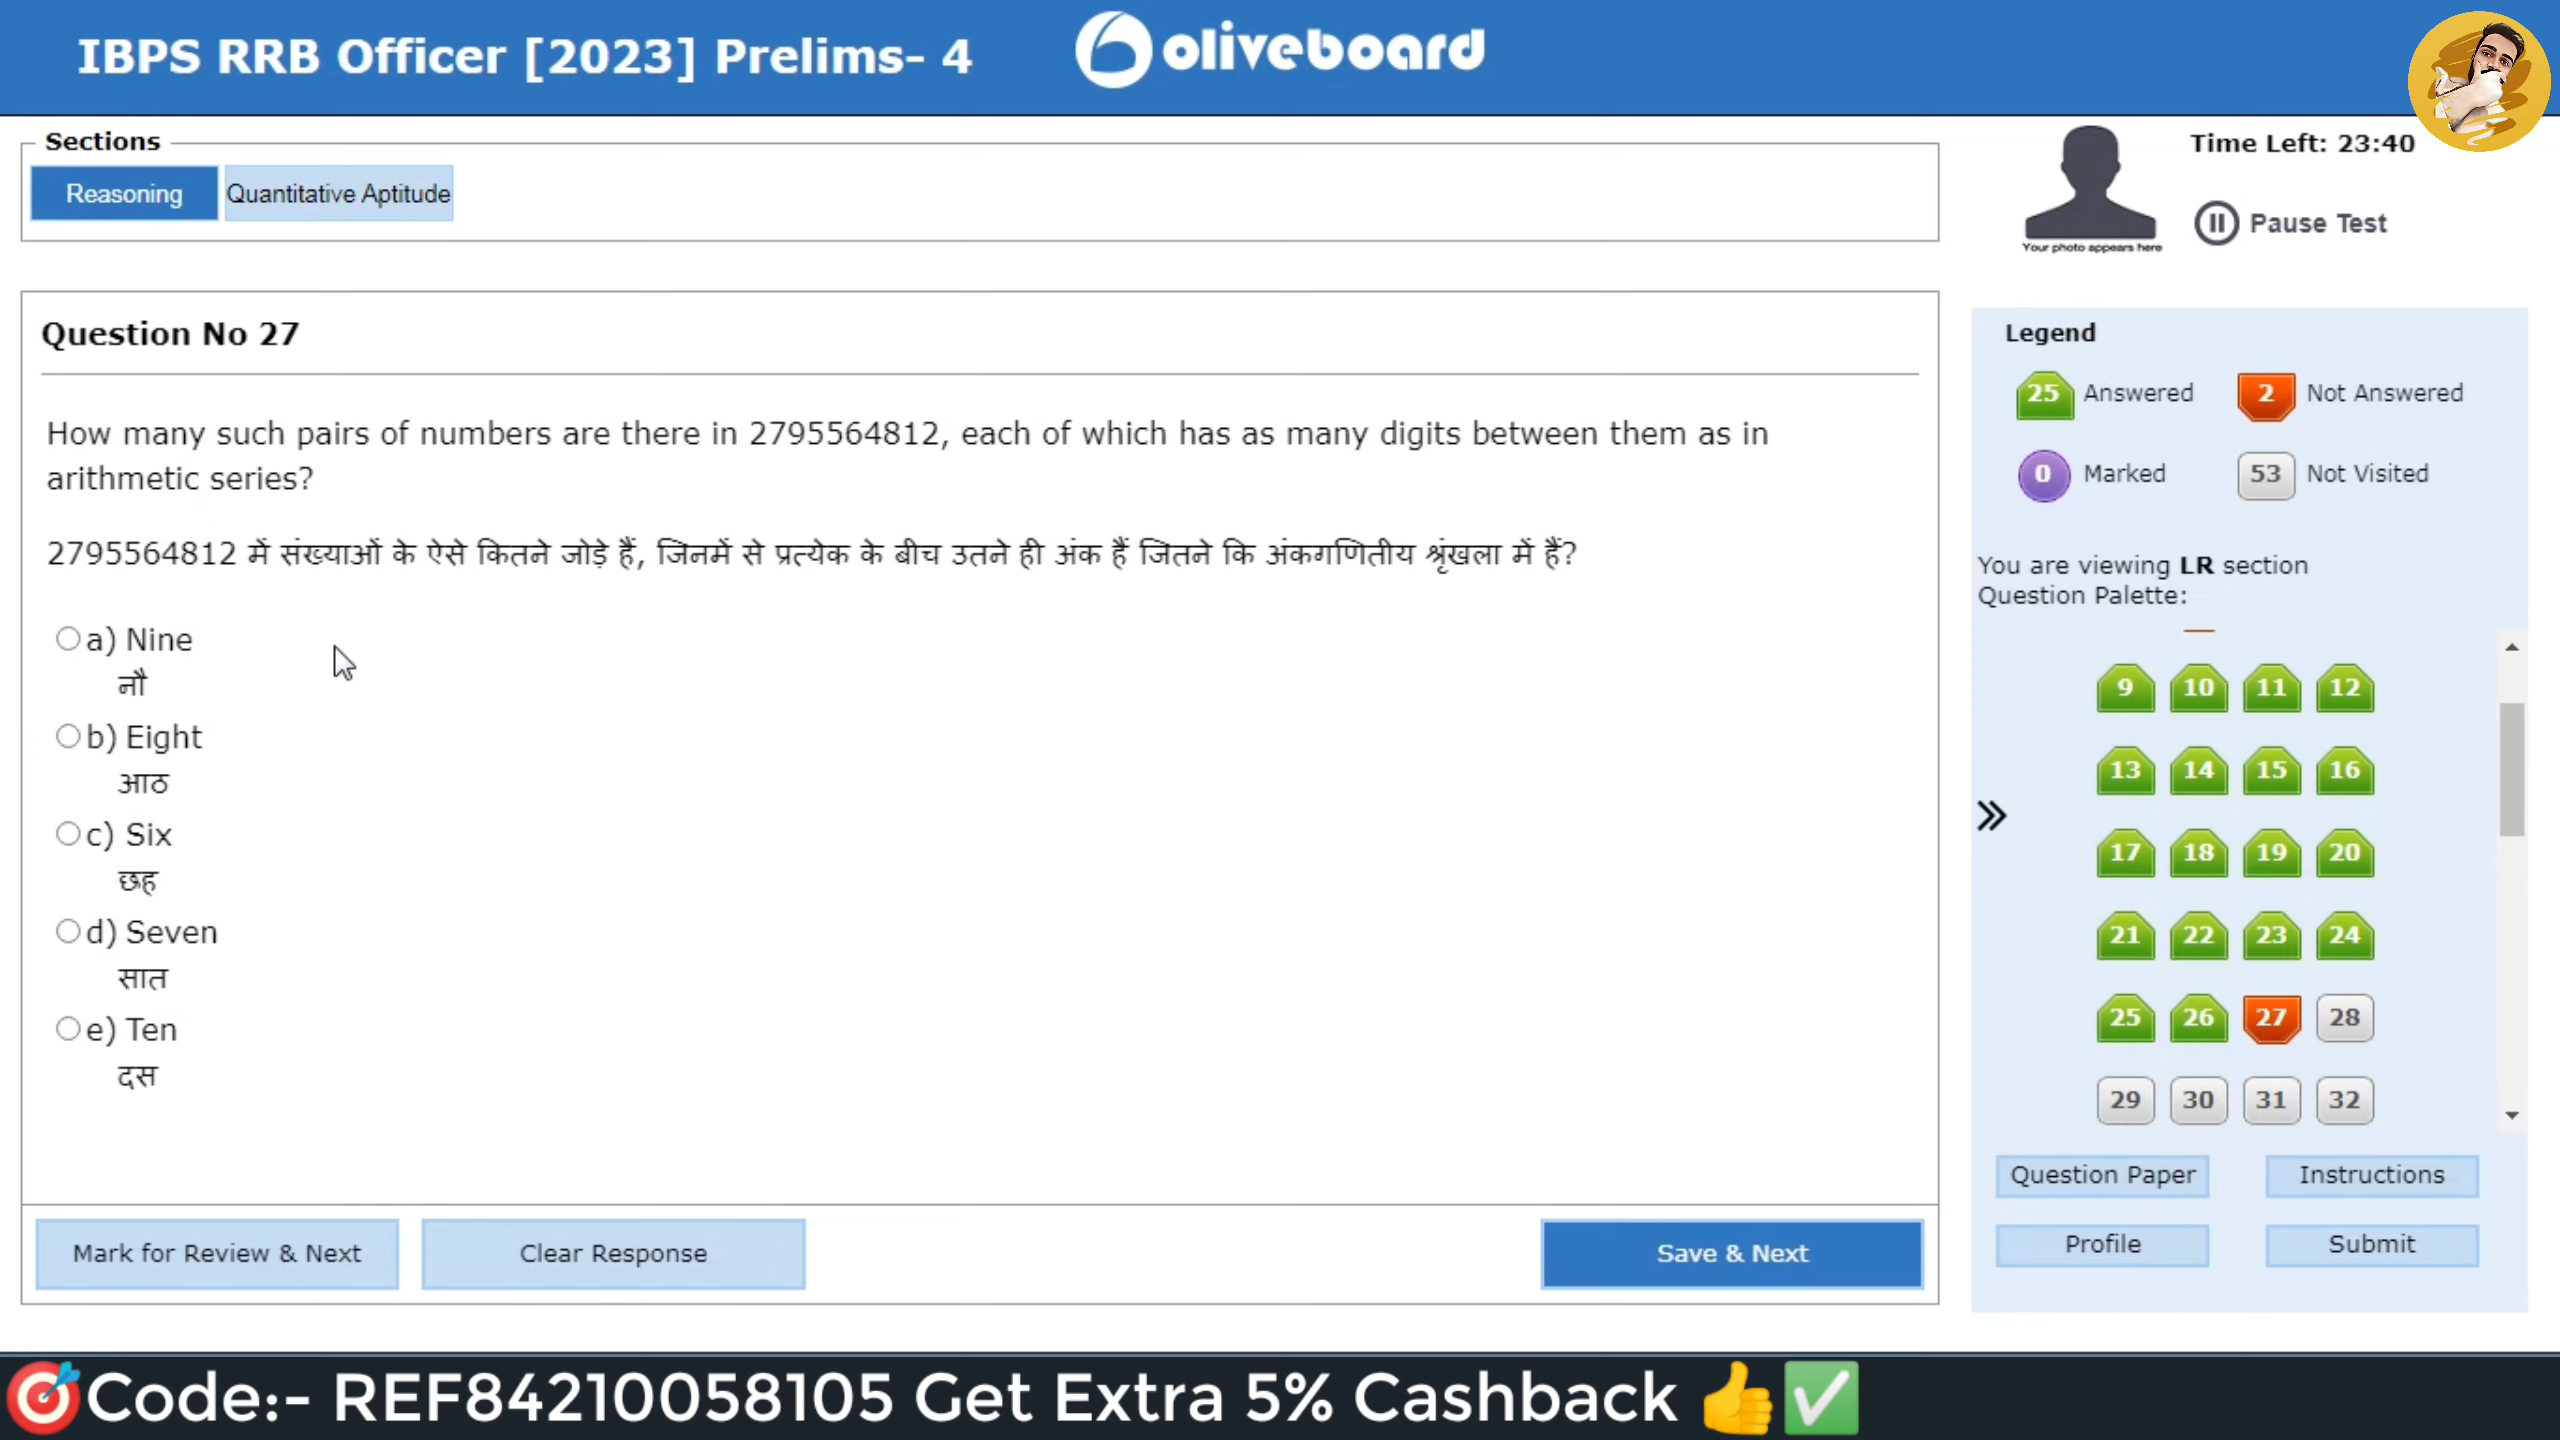 IBPS RRB Officer [2023] Prelims- 4
oliveboard
Sections
Reasoning
Quantitative Aptitude
Your photo appears here
Time Left: 23:40
Pause Test
Question No 27
How many such pairs of numbers are there in 2795564812, each of which has as many digits between them as in
arithmetic series?
2795564812 में संख्याओं के ऐसे कितने जोड़े हैं, जिनमें से प्रत्येक के बीच उतने ही अंक हैं जितने कि अंकगणितीय श्रृंखला में हैं?
a) Nine
नौ
b) Eight
आठ
c) Six
छह
d) Seven
सात
e) Ten
दस
Mark for Review & Next
Clear Response
Save & Next
Legend
25 Answered
2 Not Answered
0 Marked
53 Not Visited
You are viewing LR section
Question Palette:
9 10 11 12
13 14 15 16
17 18 19 20
21 22 23 24
25 26 27 28
29 30 31 32
Question Paper
Instructions
Profile
Submit
Code:- REF84210058105 Get Extra 5% Cashback